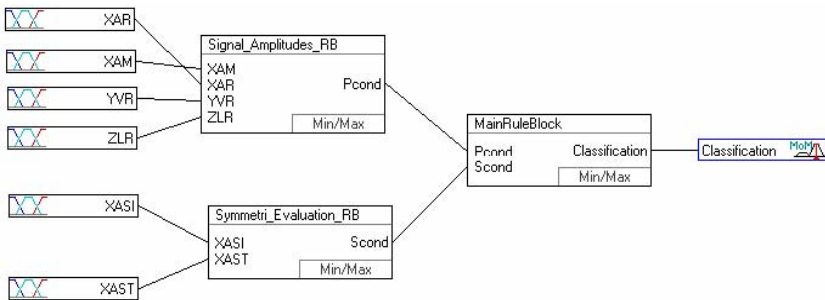 XAR
XAM
YVR
ZLR
Signal_Amplitudes_RB
XAM
XAR
YVR
ZLR
Pcond
Min/Max
XASI
XAST
Symmetri_Evaluation_RB
XASI
XAST
Scond
Min/Max
MainRuleBlock
Pcond
Scond
Classification
Min/Max
Classification
MoM